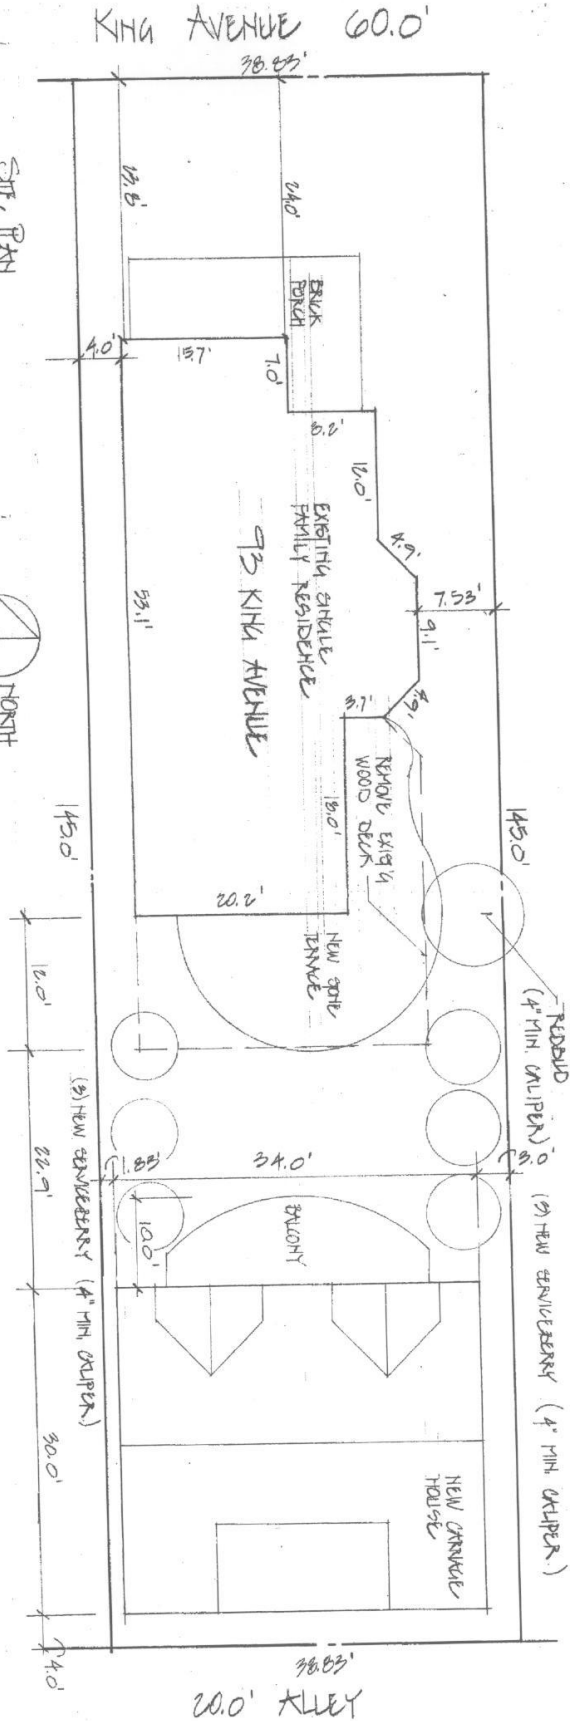 KING AVENUE 60.0'
38.83'
23.8'
24.0'
SITE PLAN
NORTH
BRICK
PORCH
4.0'
15.7'
7.0'
8.2'
12.0'
4.9'
7.53'
9.1'
4.9'
3.7'
EXISTING SINGLE
FAMILY RESIDENCE
93 KING AVENUE
53.1'
18.0'
REMOVE EXIST'G
WOOD DECK
145.0'
145.0'
20.2'
NEW STONE
TERRACE
REDBUD
(4" MIN. CALIPER)
12.0'
22.9'
(3) NEW SERVICEBERRY (4" MIN. CALIPER)
1.83'
34.0'
3.0'
(3) NEW SERVICEBERRY (4" MIN. CALIPER)
10.0'
BALCONY
30.0'
NEW CARRIAGE
HOUSE
4.0'
38.83'
20.0' ALLEY